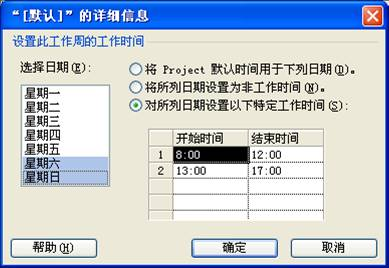 “[默认]”的详细信息
设置此工作周的工作时间
选择日期(E):
星期一
星期二
星期三
星期四
星期五
星期六
星期日
将 Project 默认时间用于下列日期(D)。
将所列日期设置为非工作时间(N)。
对所列日期设置以下特定工作时间(S):
开始时间 结束时间
1 8:00 12:00
2 13:00 17:00
帮助(H) 确定 取消